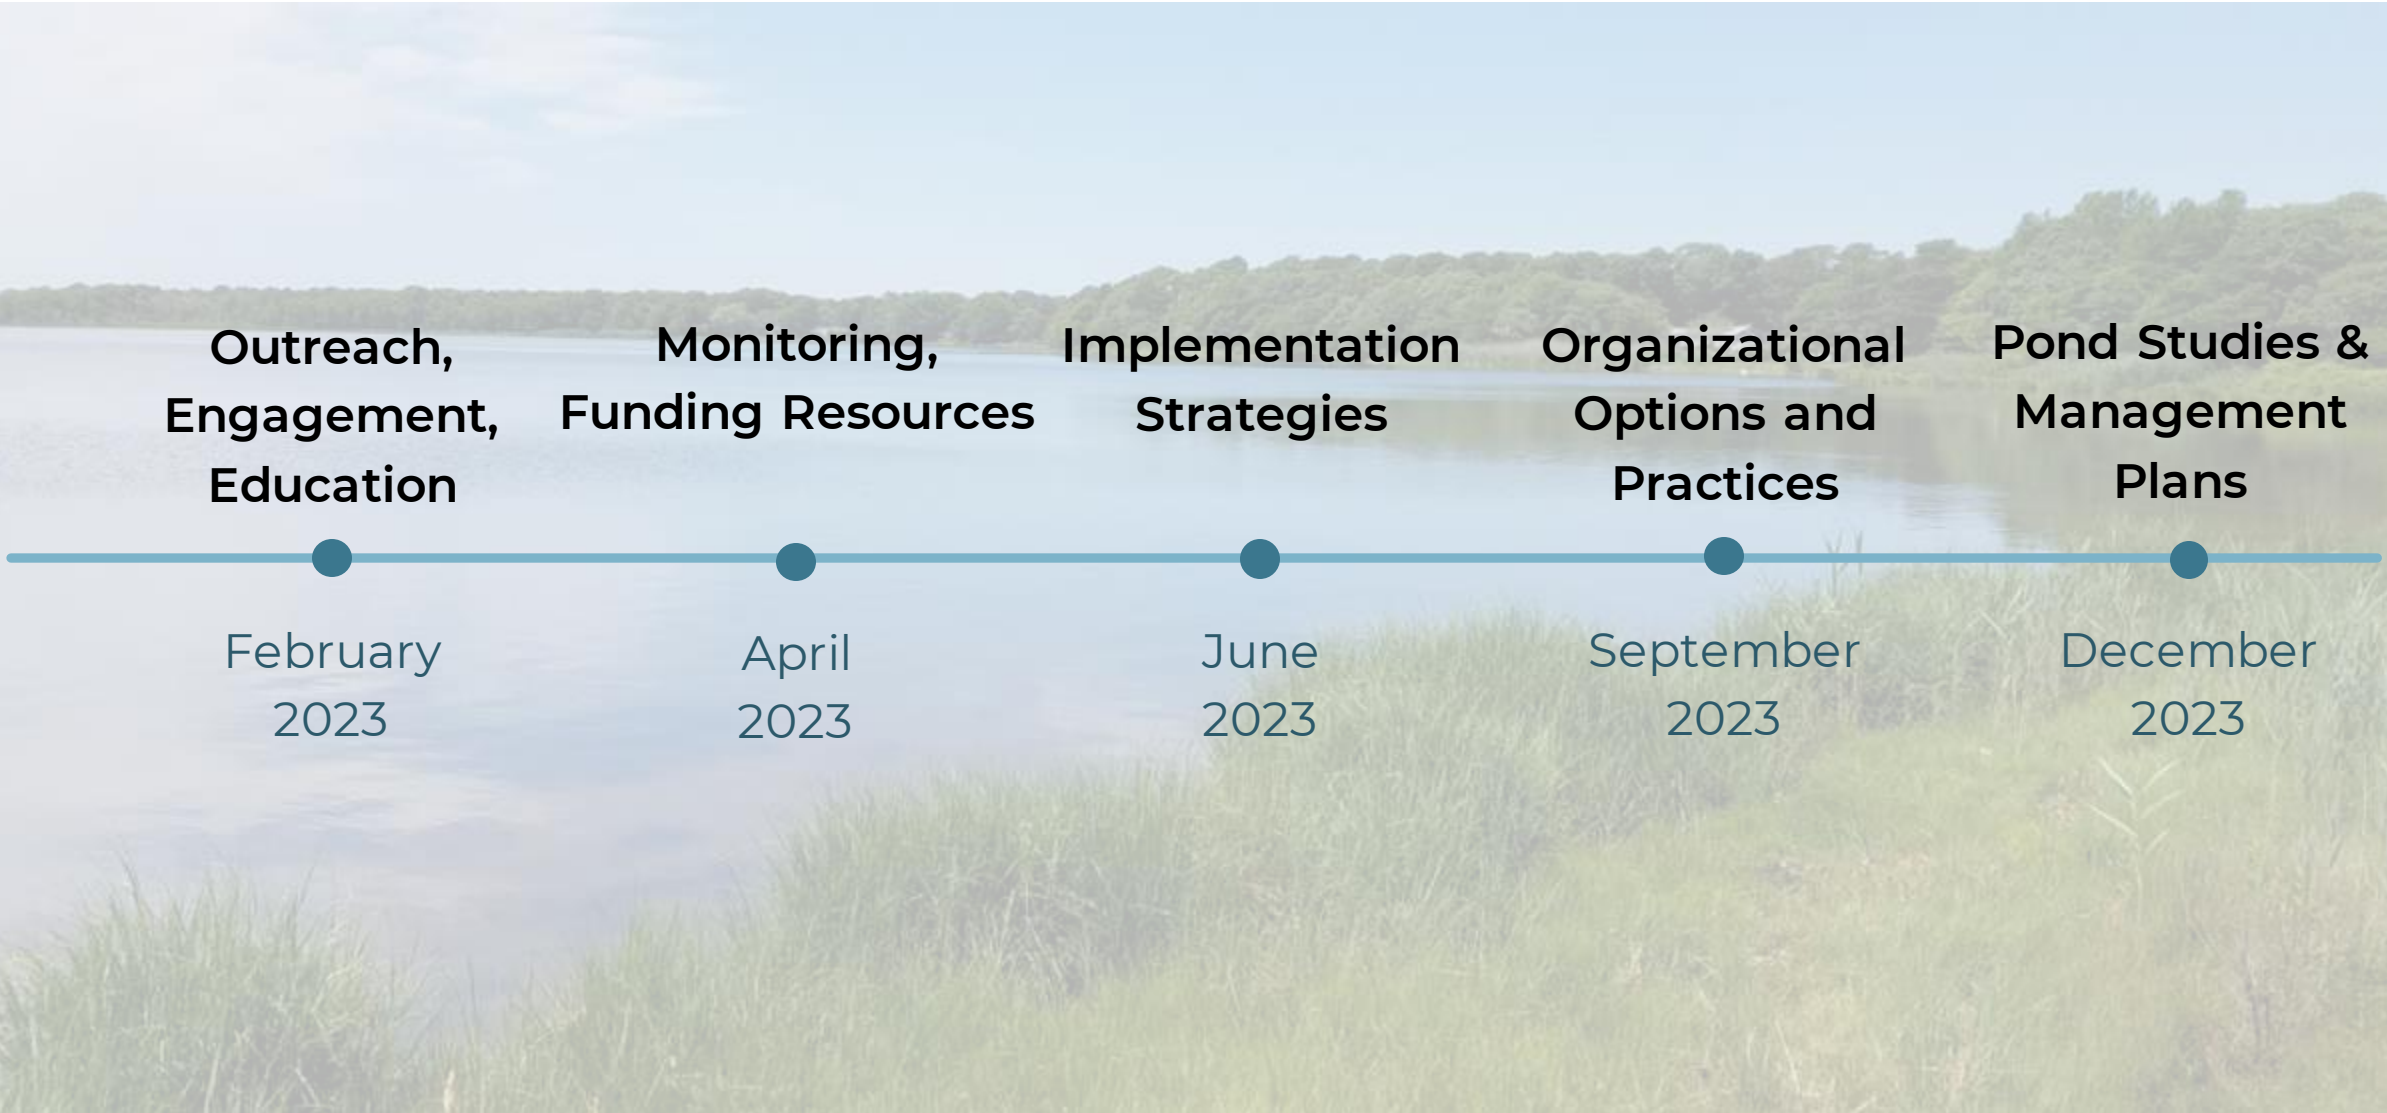 Outreach,
Engagement,
Education
Monitoring,
Funding Resources
Implementation
Strategies
Organizational
Options and
Practices
Pond Studies &
Management
Plans
February
2023
April
2023
June
2023
September
2023
December
2023